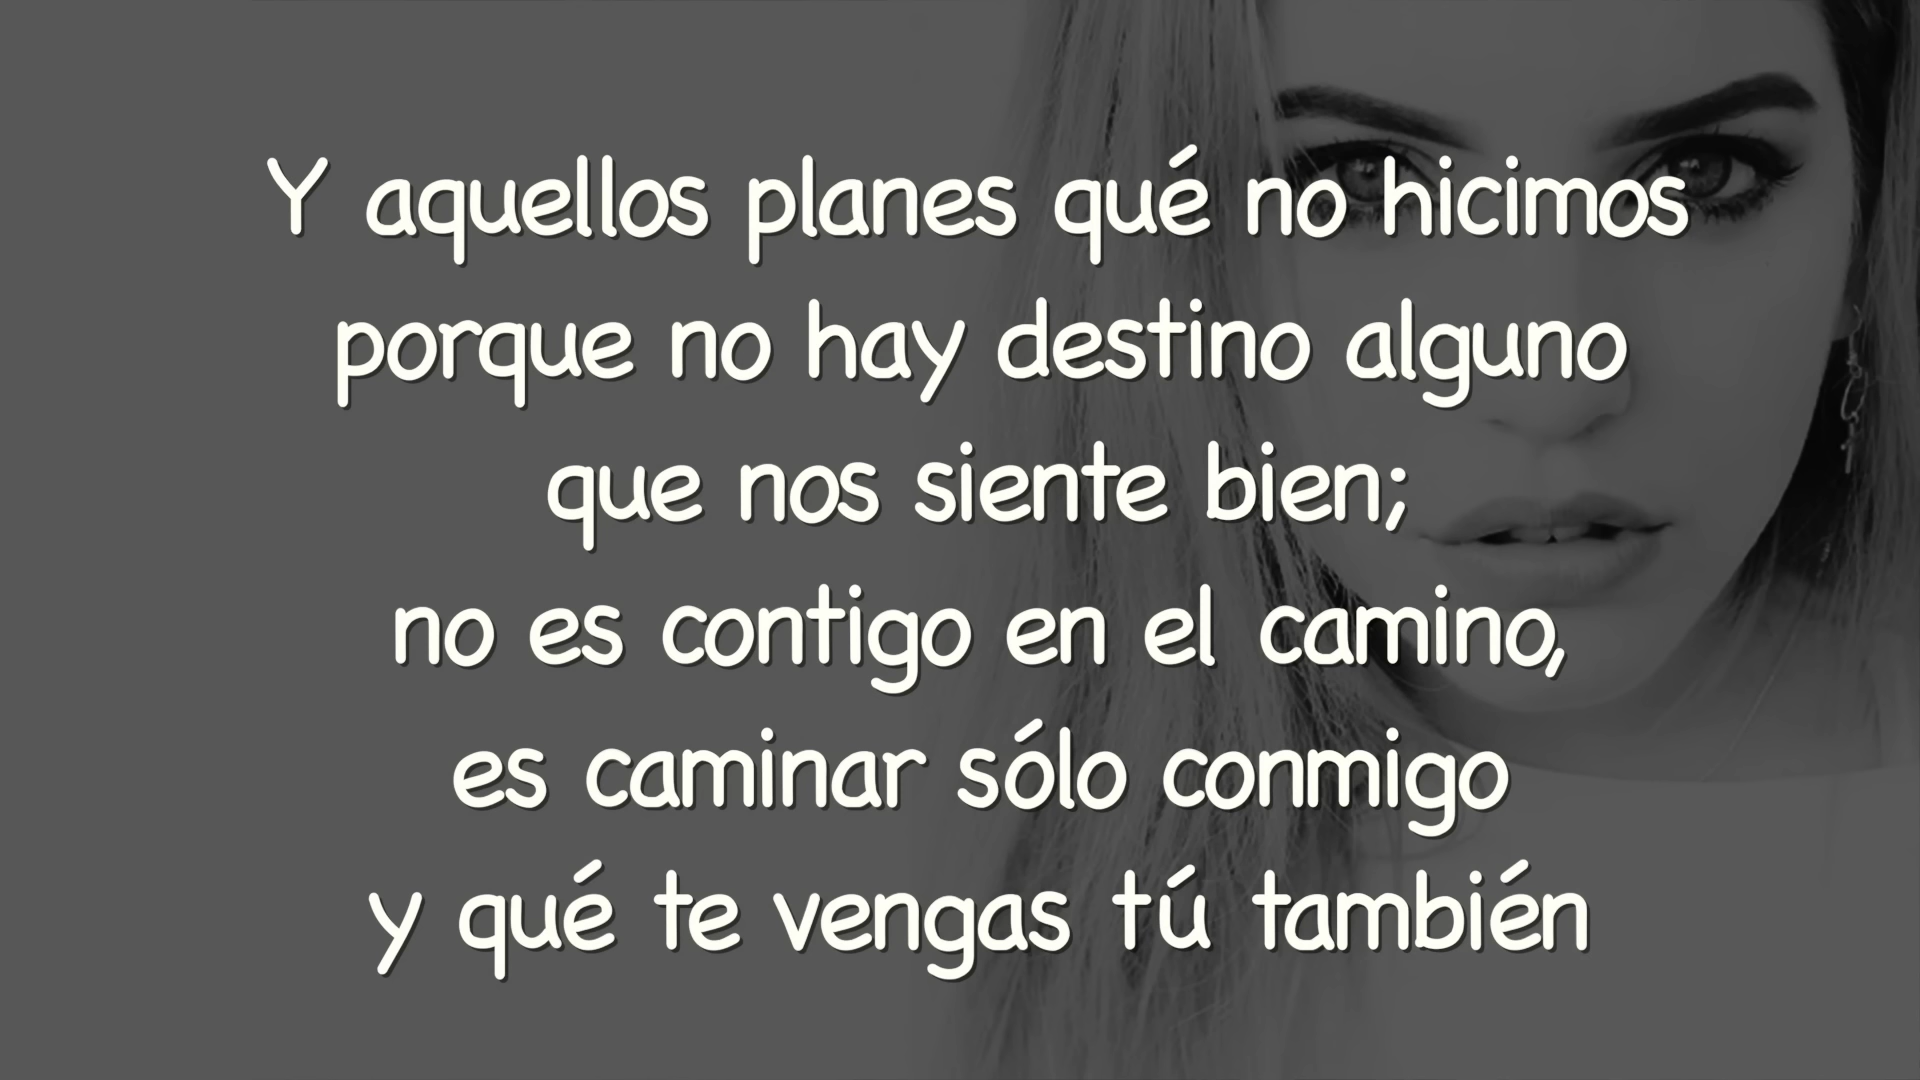 Y aquellos planes qué no hicimos
porque no hay destino alguno
que nos siente bien;
no es contigo en el camino,
es caminar sólo conmigo
y qué te vengas tú también